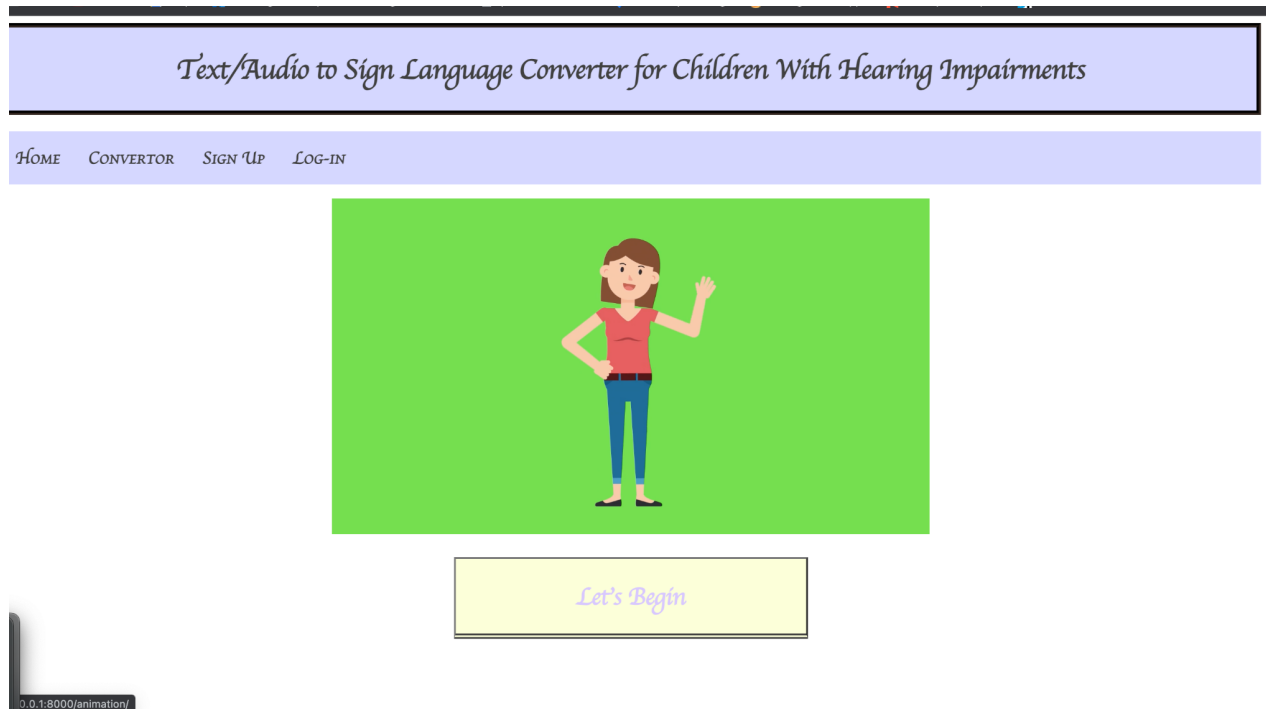 Text/Audio to Sign Language Converter for Children With Hearing Impairments
Home Convertor Sign Up Log-in
Let's Begin
0.0.1:8000/animation/